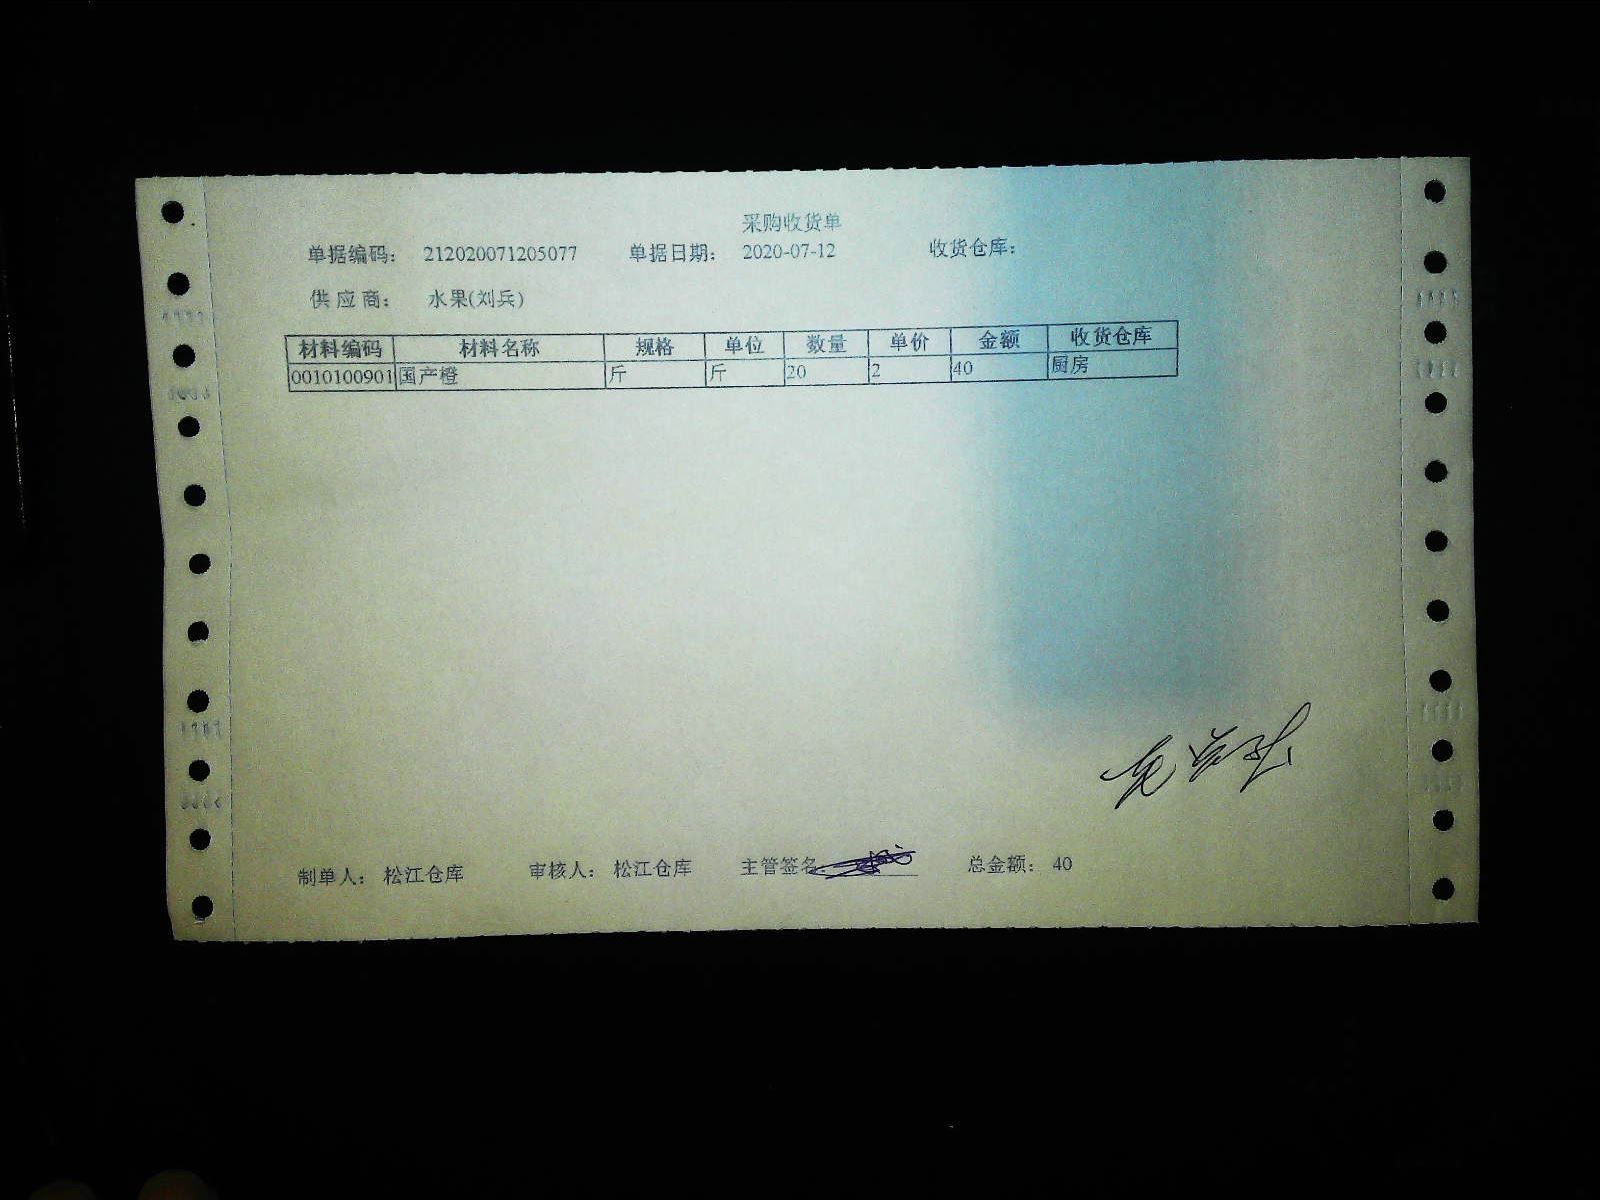 采购收货单
单据编码： 212020071205077 单据日期： 2020-07-12 收货仓库：
供应商： 水果(刘兵)
材料编码 材料名称 规格 单位 数量 单价 金额 收货仓库
0010100901 国产橙 斤 斤 20 2 40 厨房
制单人： 松江仓库 审核人： 松江仓库 主管签名： 总金额： 40